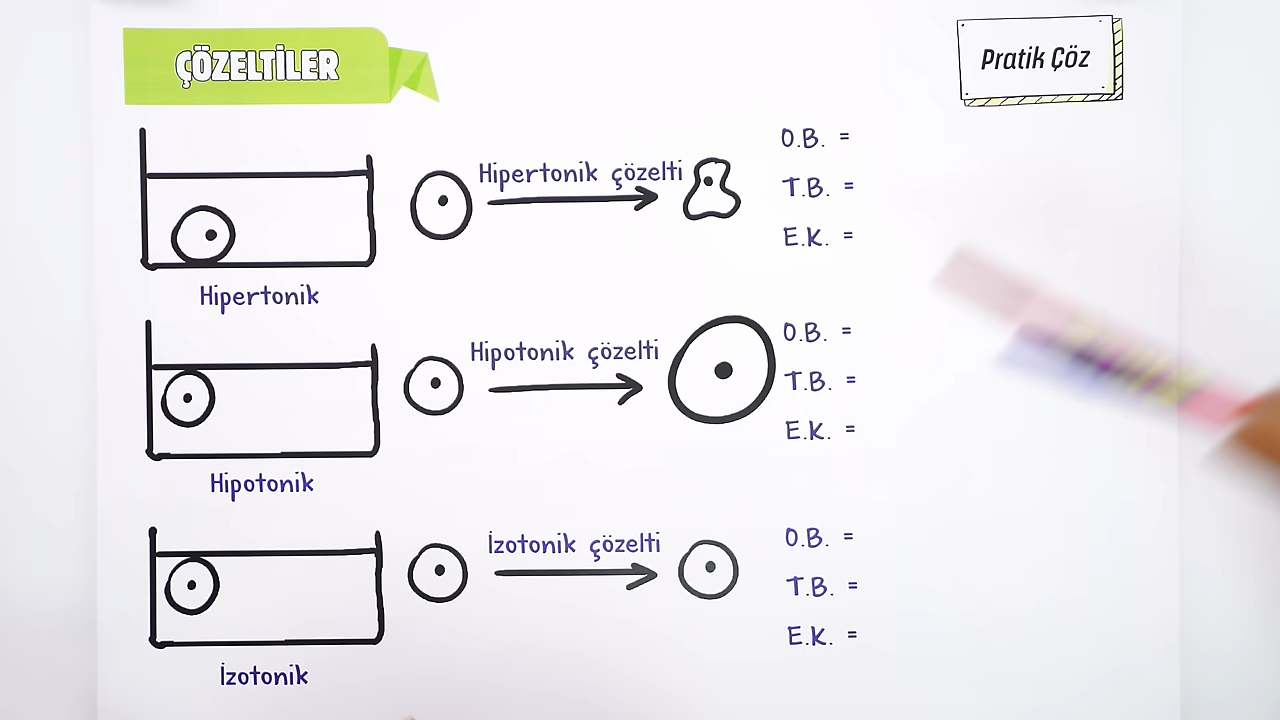 ÇÖZELTİLER
Pratik Çöz
Hipertonik çözelti
O.B. =
T.B. =
E.K. =
Hipertonik
Hipotonik çözelti
O.B. =
T.B. =
E.K. =
Hipotonik
İzotonik çözelti
O.B. =
T.B. =
E.K. =
İzotonik